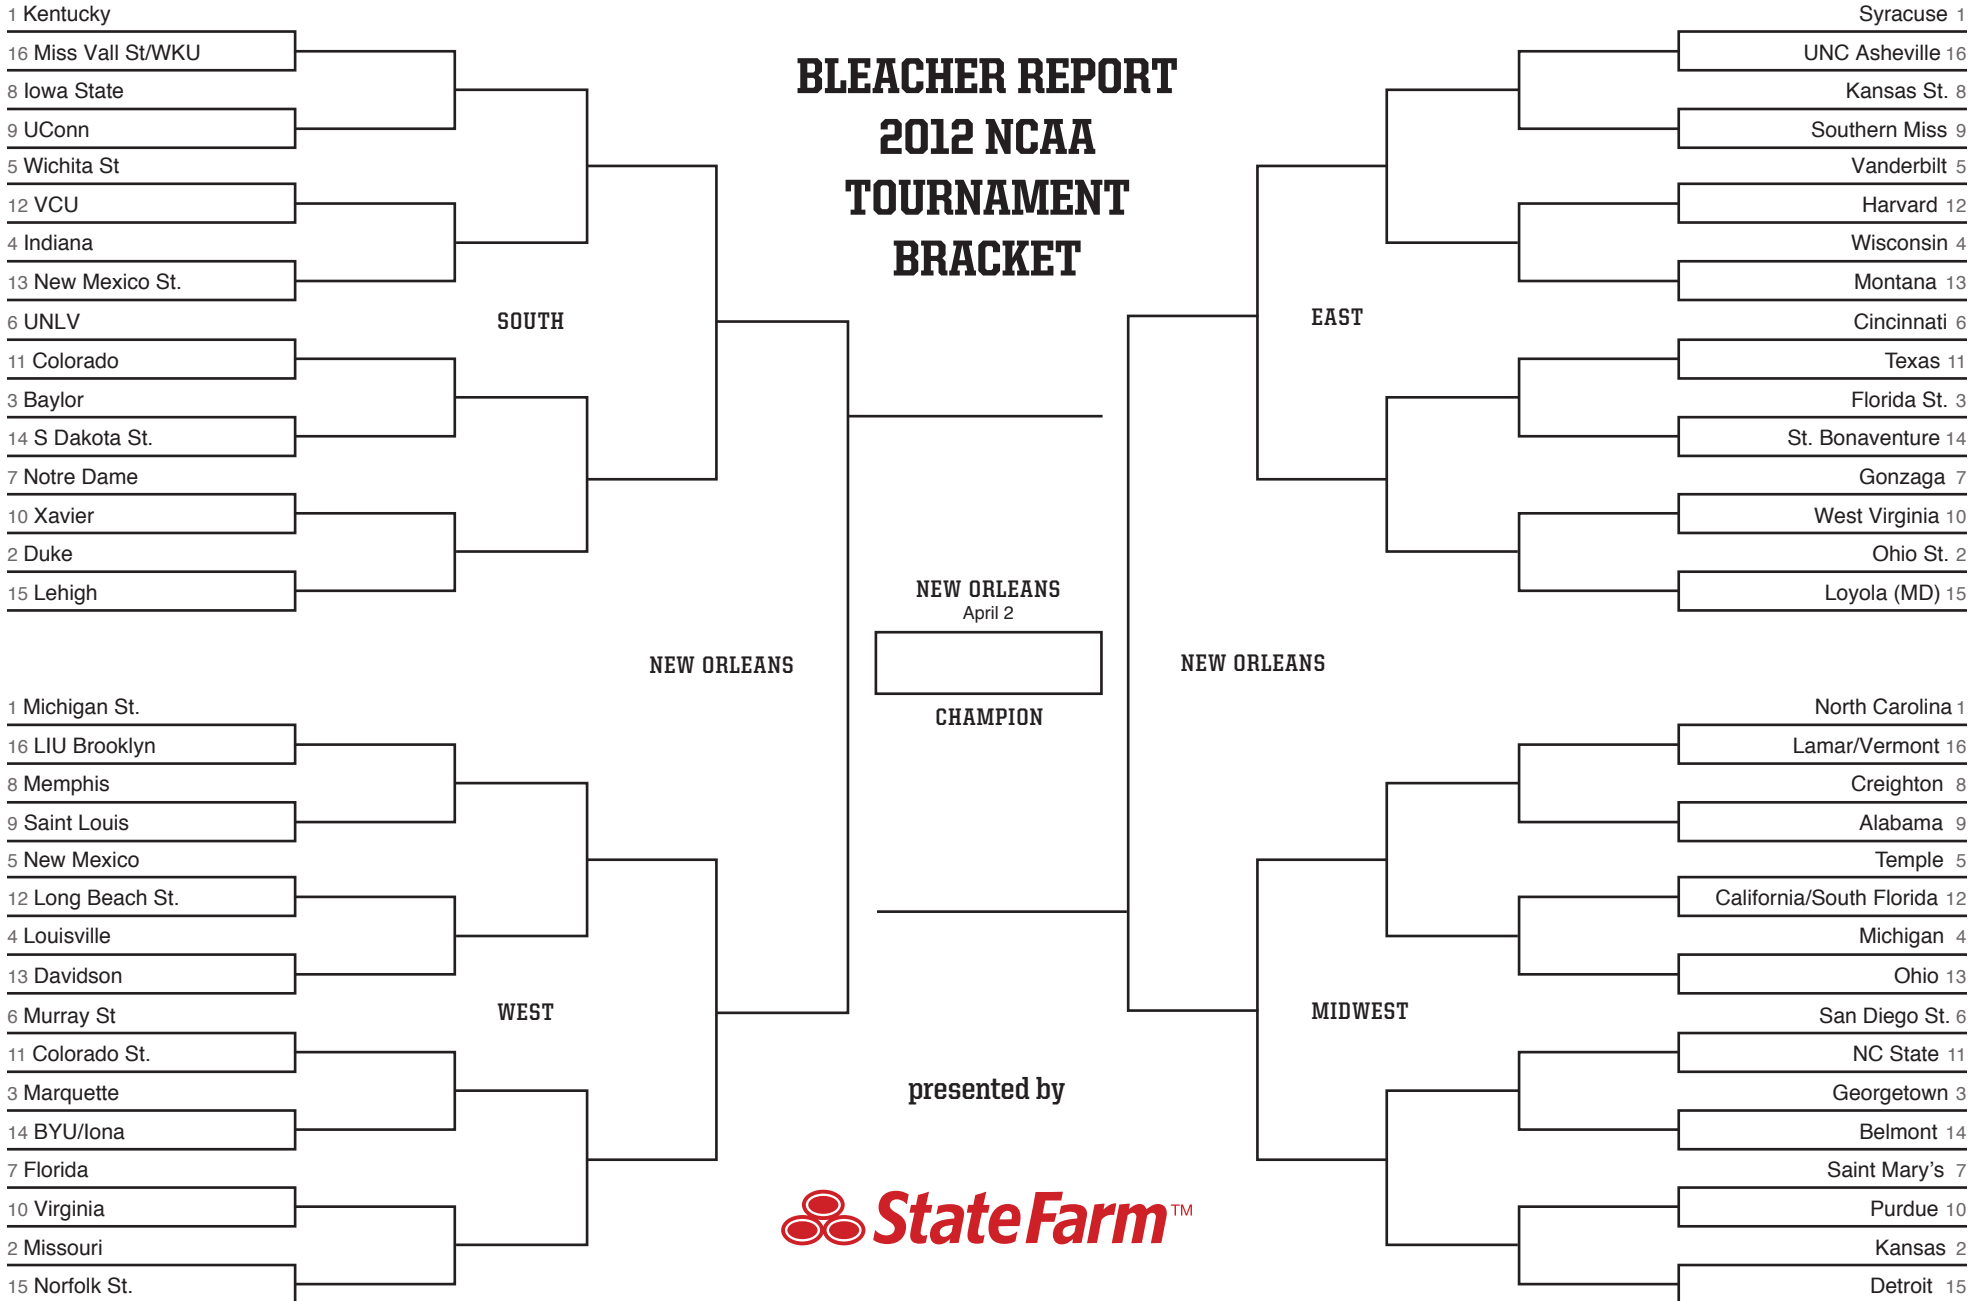 BLEACHER REPORT
2012 NCAA
TOURNAMENT
BRACKET
1 Kentucky
16 Miss Vall St/WKU
8 Iowa State
9 UConn
5 Wichita St
12 VCU
4 Indiana
13 New Mexico St.
SOUTH
6 UNLV
11 Colorado
3 Baylor
14 S Dakota St.
7 Notre Dame
10 Xavier
2 Duke
15 Lehigh
NEW ORLEANS
1 Michigan St.
16 LIU Brooklyn
8 Memphis
9 Saint Louis
5 New Mexico
12 Long Beach St.
4 Louisville
13 Davidson
WEST
6 Murray St
11 Colorado St.
3 Marquette
14 BYU/Iona
7 Florida
10 Virginia
2 Missouri
15 Norfolk St.
NEW ORLEANS
April 2
CHAMPION
presented by
State Farm™
Syracuse 1
UNC Asheville 16
Kansas St. 8
Southern Miss 9
Vanderbilt 5
Harvard 12
Wisconsin 4
Montana 13
EAST
Cincinnati 6
Texas 11
Florida St. 3
St. Bonaventure 14
Gonzaga 7
West Virginia 10
Ohio St. 2
Loyola (MD) 15
NEW ORLEANS
North Carolina 1
Lamar/Vermont 16
Creighton 8
Alabama 9
Temple 5
California/South Florida 12
Michigan 4
Ohio 13
MIDWEST
San Diego St. 6
NC State 11
Georgetown 3
Belmont 14
Saint Mary's 7
Purdue 10
Kansas 2
Detroit 15